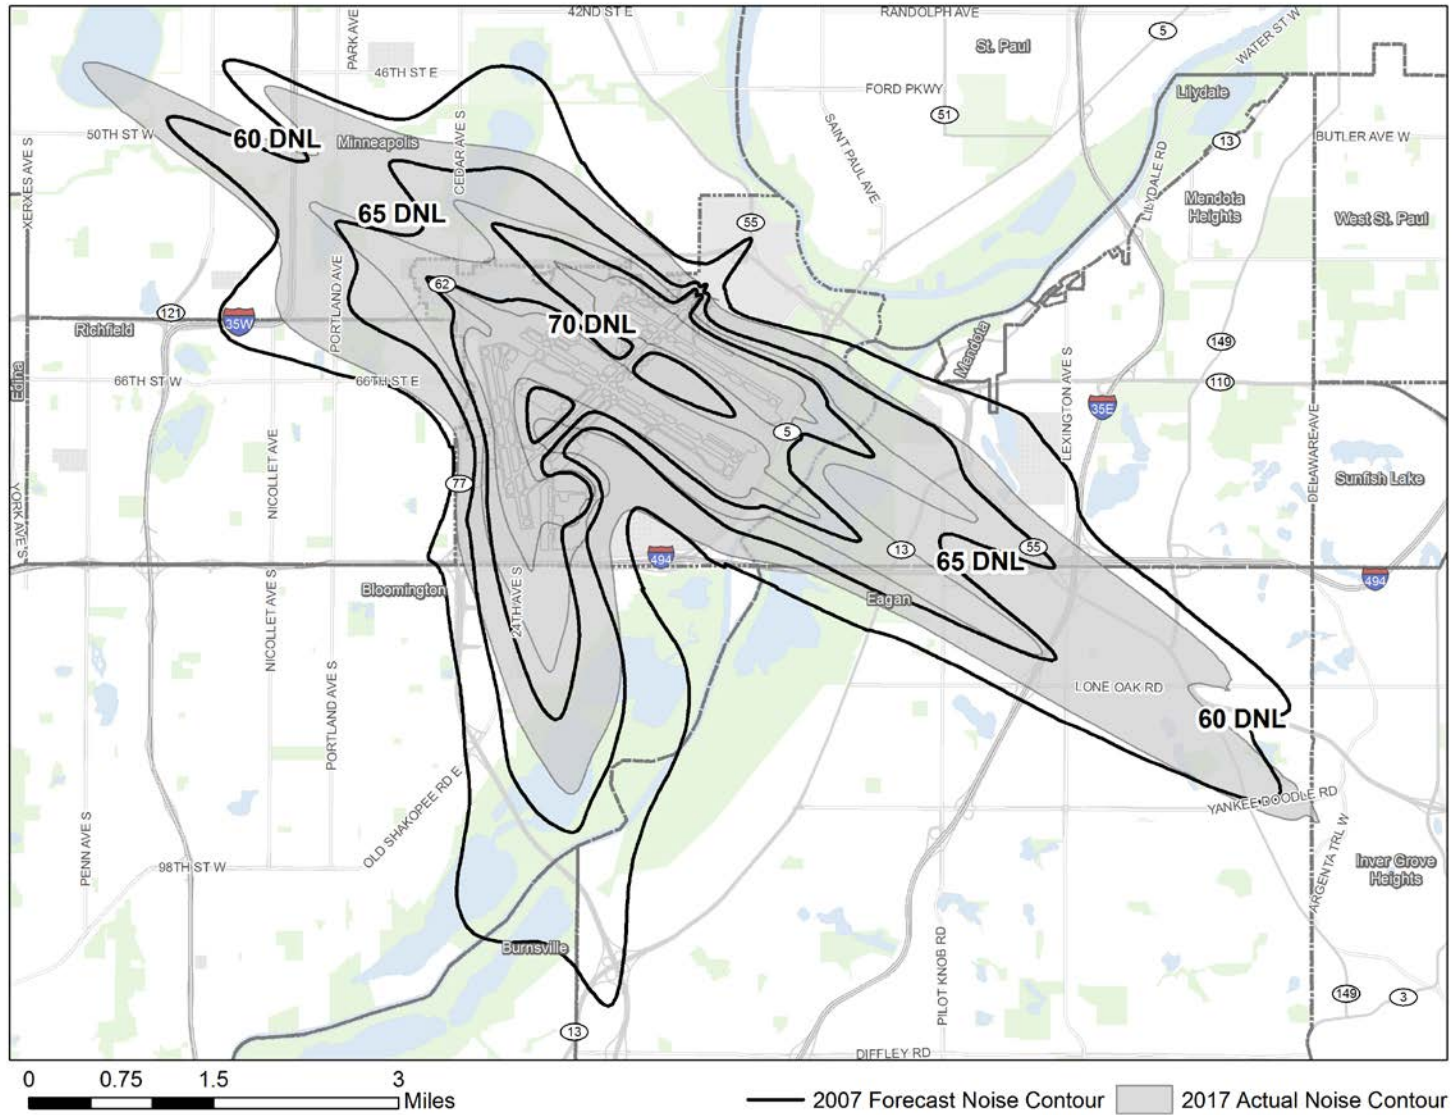 42ND ST E
RANDOLPH AVE
5
WATER ST W
PARK AVE
St. Paul
46TH ST E
FORD PKWY
Lilydale
51
50TH ST W
60 DNL
Minneapolis
CEDAR AVE S
SAINT PAUL AVE
13
BUTLER AVE W
XERXES AVE S
LILYDALE RD
65 DNL
55
Mendota
Heights
West St. Paul
PORTLAND AVE
62
121
35W
Richfield
70 DNL
Mendota
149
Edina
66TH ST W
66TH ST E
110
LEXINGTON AVE S
35E
DELAWARE AVE
5
NICOLLET AVE
77
Sunfish Lake
YORK AVE S
13
55
65 DNL
494
494
Bloomington
24TH AVE S
Eagan
NICOLLET AVE S
PORTLAND AVE S
LONE OAK RD
60 DNL
OLD SHAKOPEE RD E
YANKEE DOODLE RD
PENN AVE S
98TH ST W
ARGENTA TRL W
Inver Grove
Heights
Burnsville
PILOT KNOB RD
149
3
13
DIFFLEY RD
0 0.75 1.5 3
Miles
2007 Forecast Noise Contour
2017 Actual Noise Contour